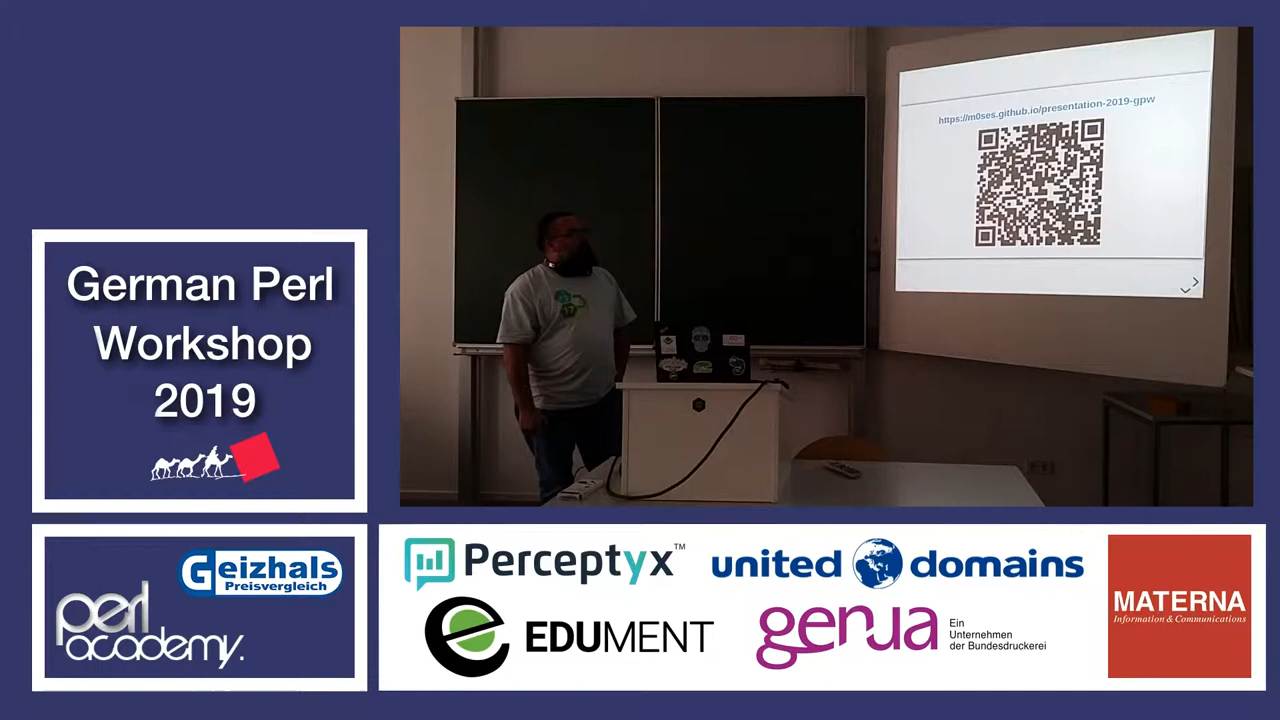 https://m0ses.github.io/presentation-2019-gpw
German Perl
Workshop
2019
Geizhals
Preisvergleich
perl
academy.
Perceptyx™
united domains
EDUMENT
genua
Ein
Unternehmen
der Bundesdruckerei
MATERNA
Information & Communications